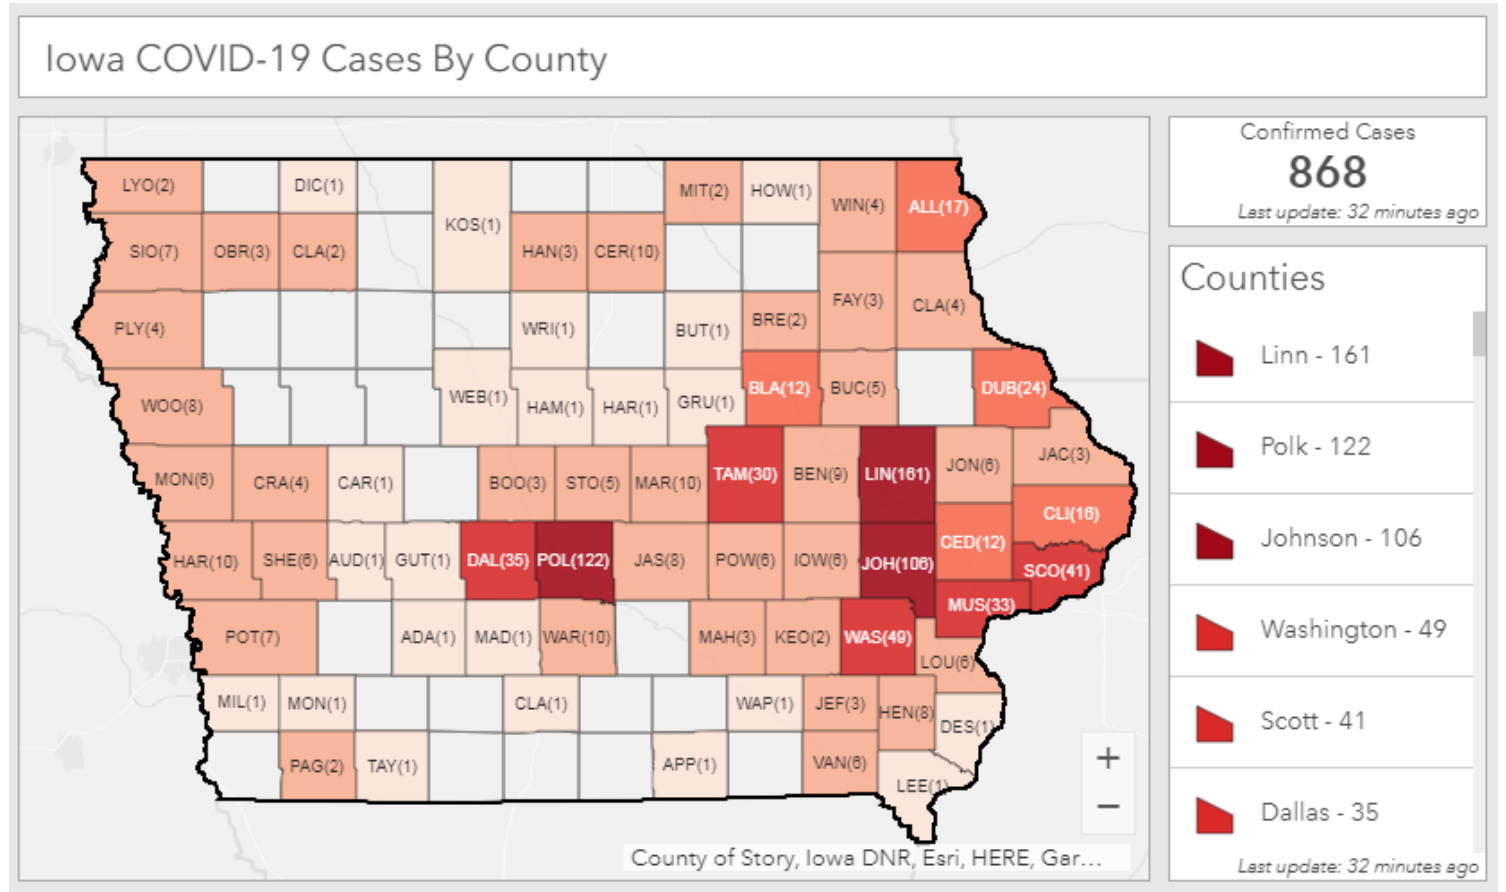 Iowa COVID-19 Cases By County
Confirmed Cases
868
Last update: 32 minutes ago
Counties
Linn - 161
Polk - 122
Johnson - 106
Washington - 49
Scott - 41
Dallas - 35
Last update: 32 minutes ago
LYO(2)
DIC(1)
KOS(1)
MIT(2)
HOW(1)
WIN(4)
ALL(17)
SIO(7)
OBR(3)
CLA(2)
HAN(3)
CER(10)
PLY(4)
WRI(1)
BUT(1)
BRE(2)
FAY(3)
CLA(4)
WOO(8)
WEB(1)
HAM(1)
HAR(1)
GRU(1)
BLA(12)
BUC(5)
DUB(24)
MON(6)
CRA(4)
CAR(1)
BOO(3)
STO(5)
MAR(10)
TAM(30)
BEN(9)
LIN(161)
JON(6)
JAC(3)
CLI(16)
HAR(10)
SHE(6)
AUD(1)
GUT(1)
DAL(35)
POL(122)
JAS(8)
POW(6)
IOW(6)
JOH(106)
CED(12)
SCO(41)
MUS(33)
POT(7)
ADA(1)
MAD(1)
WAR(10)
MAH(3)
KEO(2)
WAS(49)
LOU(6)
MIL(1)
MON(1)
CLA(1)
WAP(1)
JEF(3)
HEN(8)
DES(1)
PAG(2)
TAY(1)
APP(1)
VAN(6)
LEE(1)
+
−
County of Story, Iowa DNR, Esri, HERE, Gar...